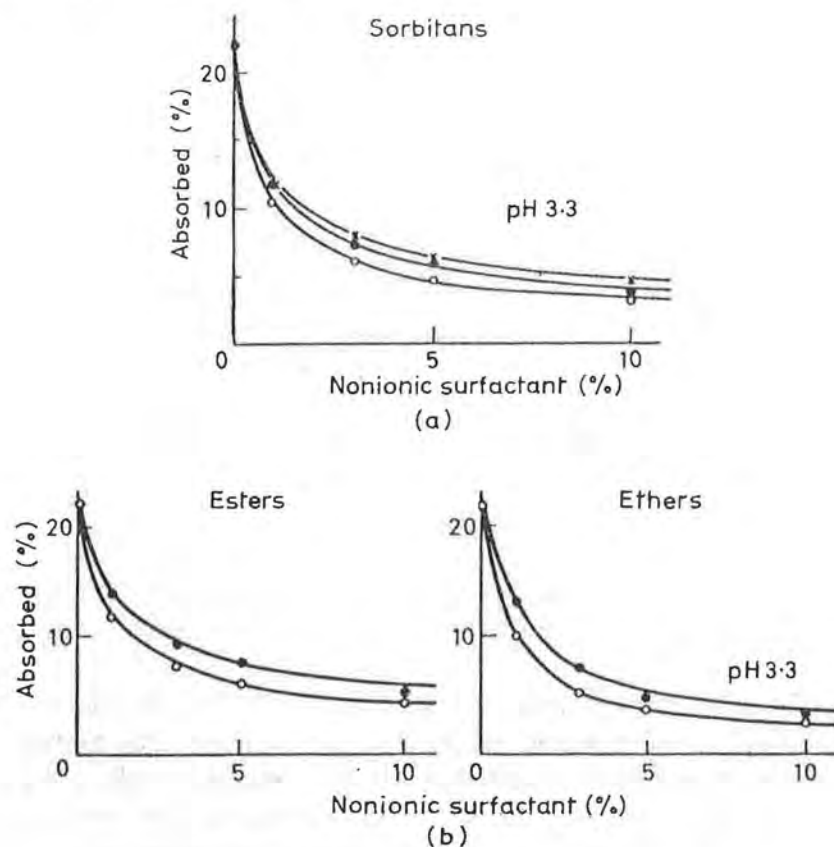 Sorbitans
Absorbed (%)
20
10
pH 3·3
0
5
10
Nonionic surfactant (%)
(a)
Esters
Ethers
Absorbed (%)
20
10
0
5
10
20
10
pH 3·3
0
5
10
Nonionic surfactant (%)
(b)